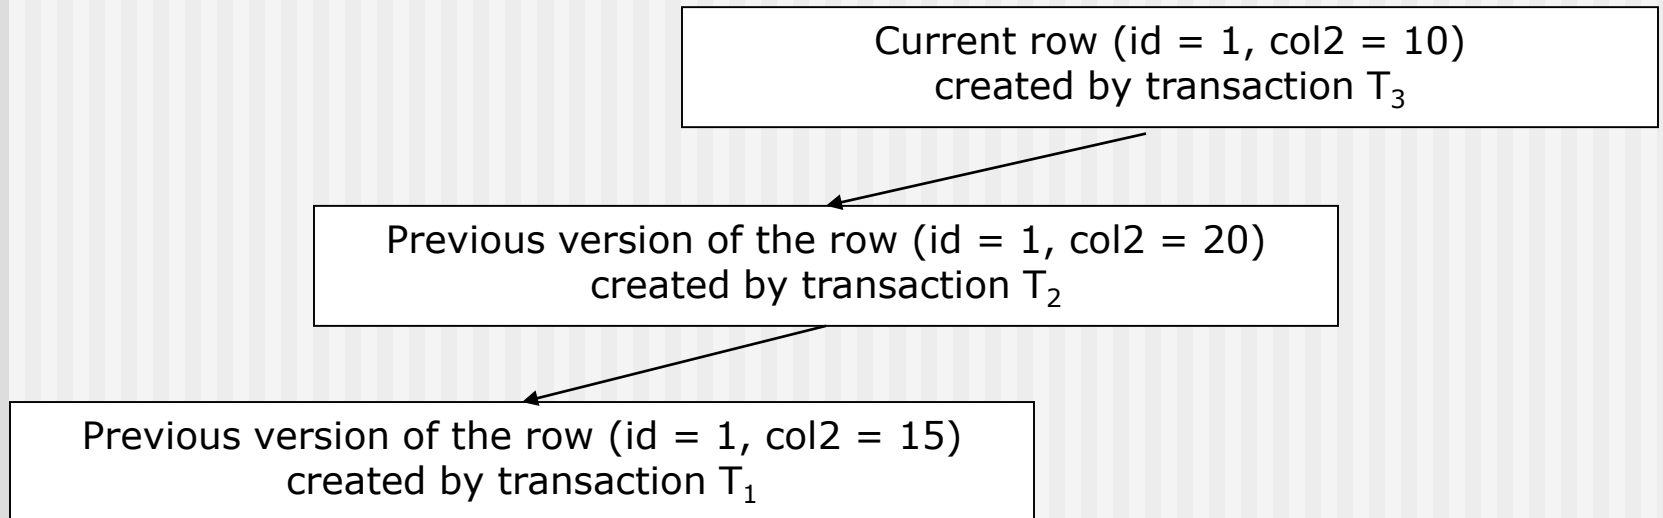 Current row (id = 1, col2 = 10)
created by transaction T₃
Previous version of the row (id = 1, col2 = 20)
created by transaction T₂
Previous version of the row (id = 1, col2 = 15)
created by transaction T₁